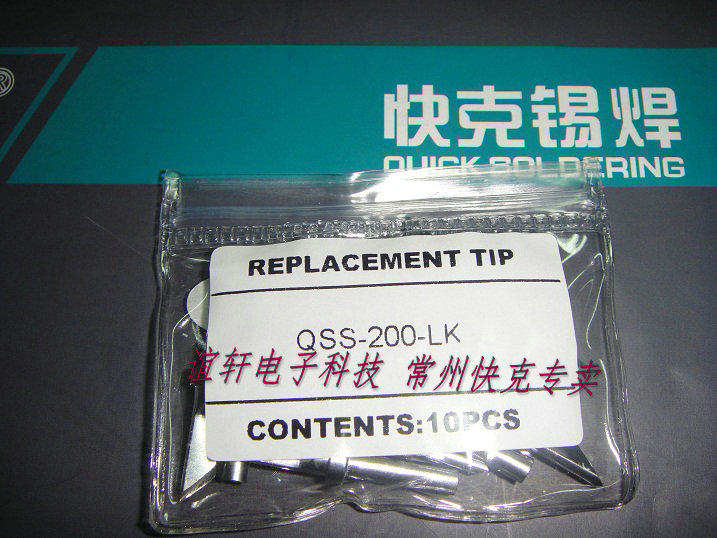 ®
快克锡焊
QUICK SOLDERING
REPLACEMENT TIP
QSS-200-LK
谊轩电子科技 常州快克专卖
CONTENTS:10PCS